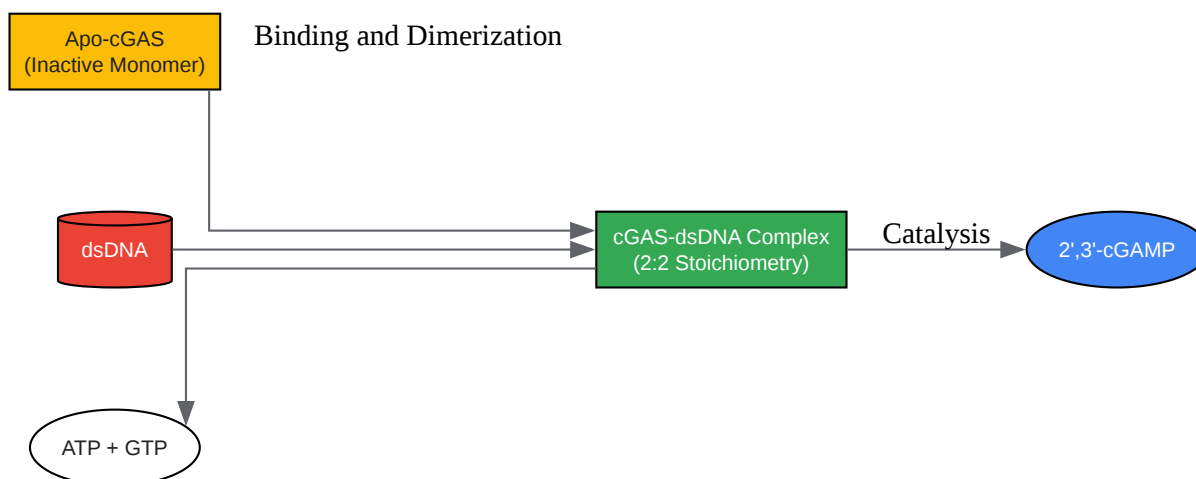 Apo-cGAS
(Inactive Monomer)
Binding and Dimerization
dsDNA
cGAS-dsDNA Complex
(2:2 Stoichiometry)
Catalysis
2',3'-cGAMP
ATP + GTP